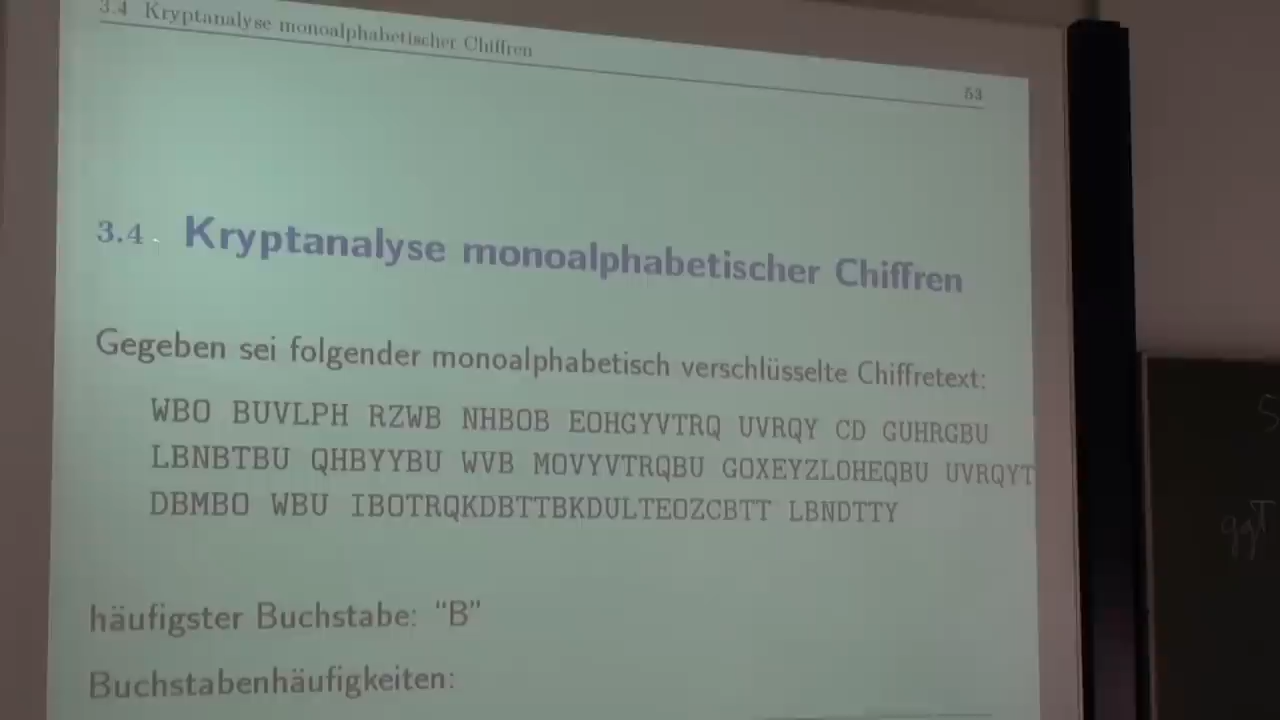 3.4 Kryptanalyse monoalphabetischer Chiffren
53
3.4. Kryptanalyse monoalphabetischer Chiffren
Gegeben sei folgender monoalphabetisch verschlüsselte Chiffretext:
WBO BUVLPH RZWB NHBOB EOHGYVTRQ UVRQY CD GUHRGBU
LBNBTBU QHBYYBU WVB MOVYVTRQBU GOXEYZLOHEQBU UVRQYT
DBMBO WBU IBOTRQKDBTTBKDULTEOZCBTT LBNDTTY
häufigster Buchstabe: “B”
Buchstabenhäufigkeiten:
ggT